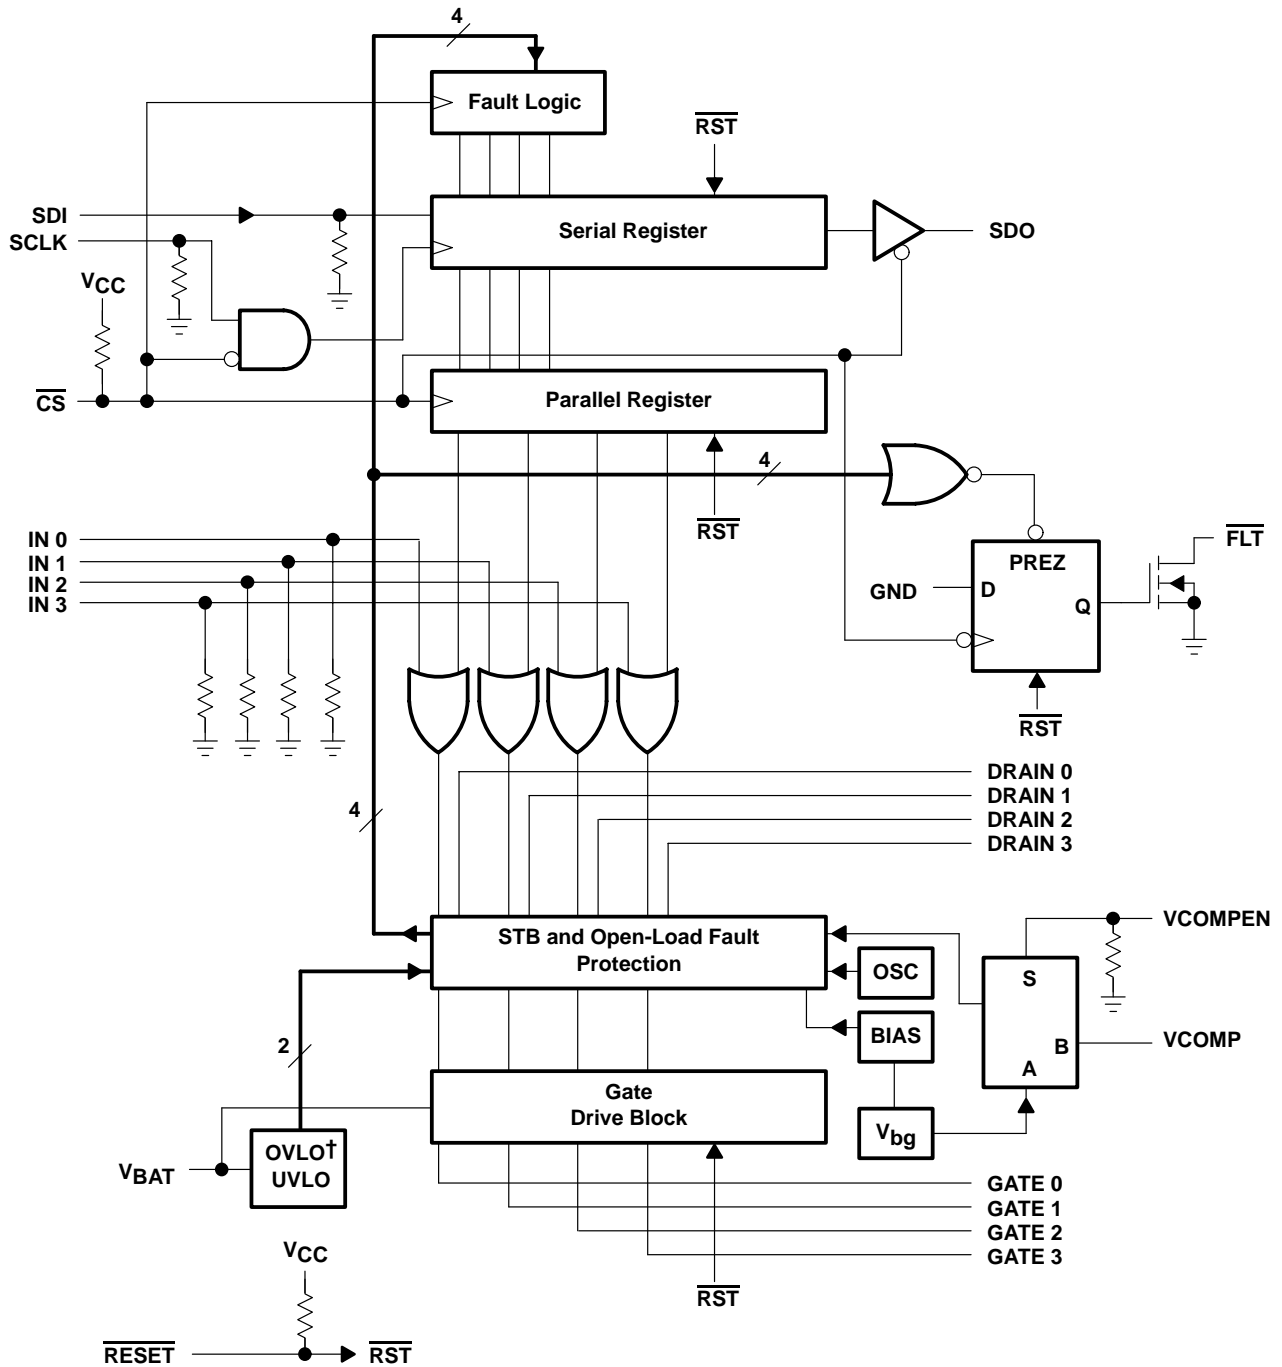 4
Fault Logic
RST
SDI
Serial Register
SDO
SCLK
VCC
CS
Parallel Register
4
RST
IN 0
IN 1
IN 2
IN 3
FLT
PREZ
GND
D
Q
RST
DRAIN 0
DRAIN 1
DRAIN 2
DRAIN 3
4
VCOMPEN
STB and Open-Load Fault
Protection
OSC
S
BIAS
B
VCOMP
A
2
Gate
Drive Block
Vbg
VBAT
OVLO†
UVLO
GATE 0
GATE 1
GATE 2
GATE 3
VCC
RST
RESET
RST